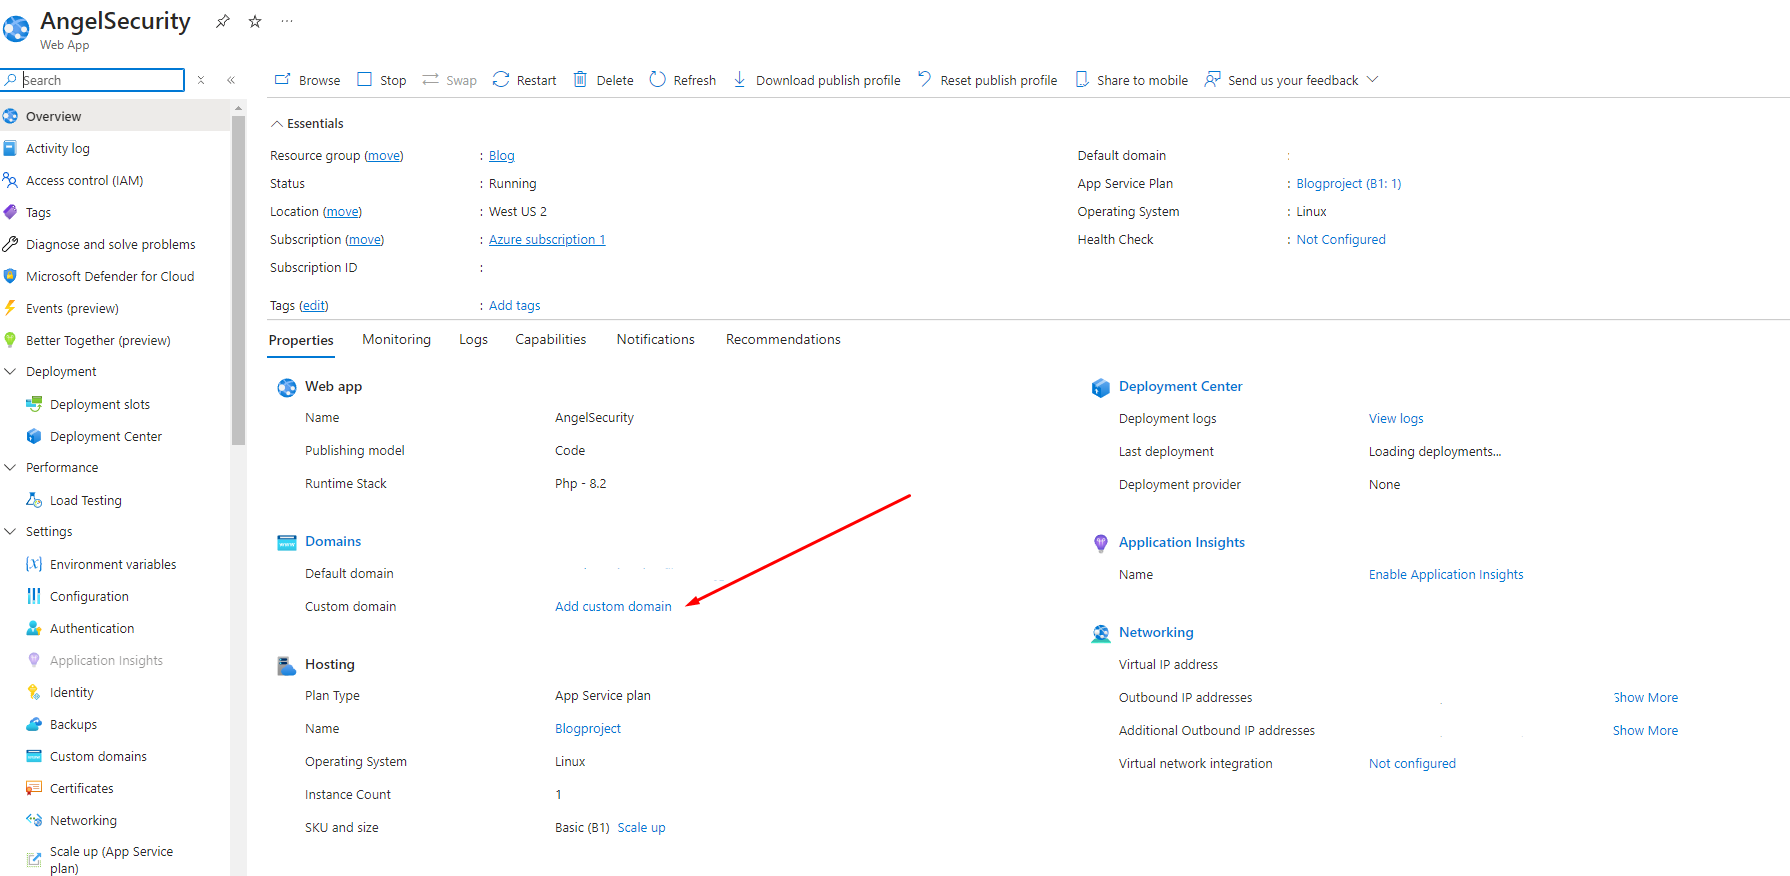 AngelSecurity
Web App
Search
Overview
Activity log
Access control (IAM)
Tags
Diagnose and solve problems
Microsoft Defender for Cloud
Events (preview)
Better Together (preview)
Deployment
Deployment slots
Deployment Center
Performance
Load Testing
Settings
Environment variables
Configuration
Authentication
Application Insights
Identity
Backups
Custom domains
Certificates
Networking
Scale up (App Service
plan)
Browse Stop Swap Restart Delete Refresh Download publish profile Reset publish profile Share to mobile Send us your feedback
Essentials
Resource group (move) : Blog
Status : Running
Location (move) : West US 2
Subscription (move) : Azure subscription 1
Subscription ID :
Tags (edit) : Add tags
Default domain :
App Service Plan : Blogproject (B1: 1)
Operating System : Linux
Health Check : Not Configured
Properties Monitoring Logs Capabilities Notifications Recommendations
Web app
Name AngelSecurity
Publishing model Code
Runtime Stack Php - 8.2
Domains
Default domain
Custom domain Add custom domain
Hosting
Plan Type App Service plan
Name Blogproject
Operating System Linux
Instance Count 1
SKU and size Basic (B1) Scale up
Deployment Center
Deployment logs View logs
Last deployment Loading deployments...
Deployment provider None
Application Insights
Name Enable Application Insights
Networking
Virtual IP address
Outbound IP addresses Show More
Additional Outbound IP addresses Show More
Virtual network integration Not configured